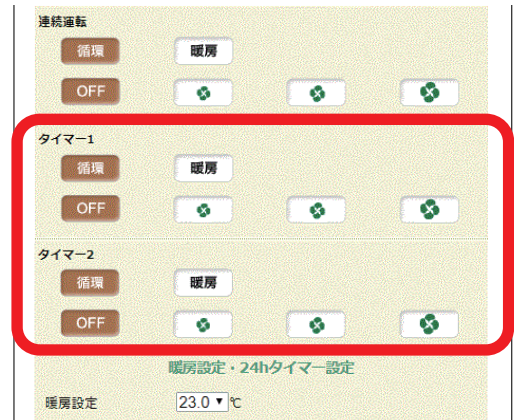 連続運転
循環 暖房
OFF
タイマー1
循環 暖房
OFF
タイマー2
循環 暖房
OFF
暖房設定・24hタイマー設定
暖房設定 23.0 ℃